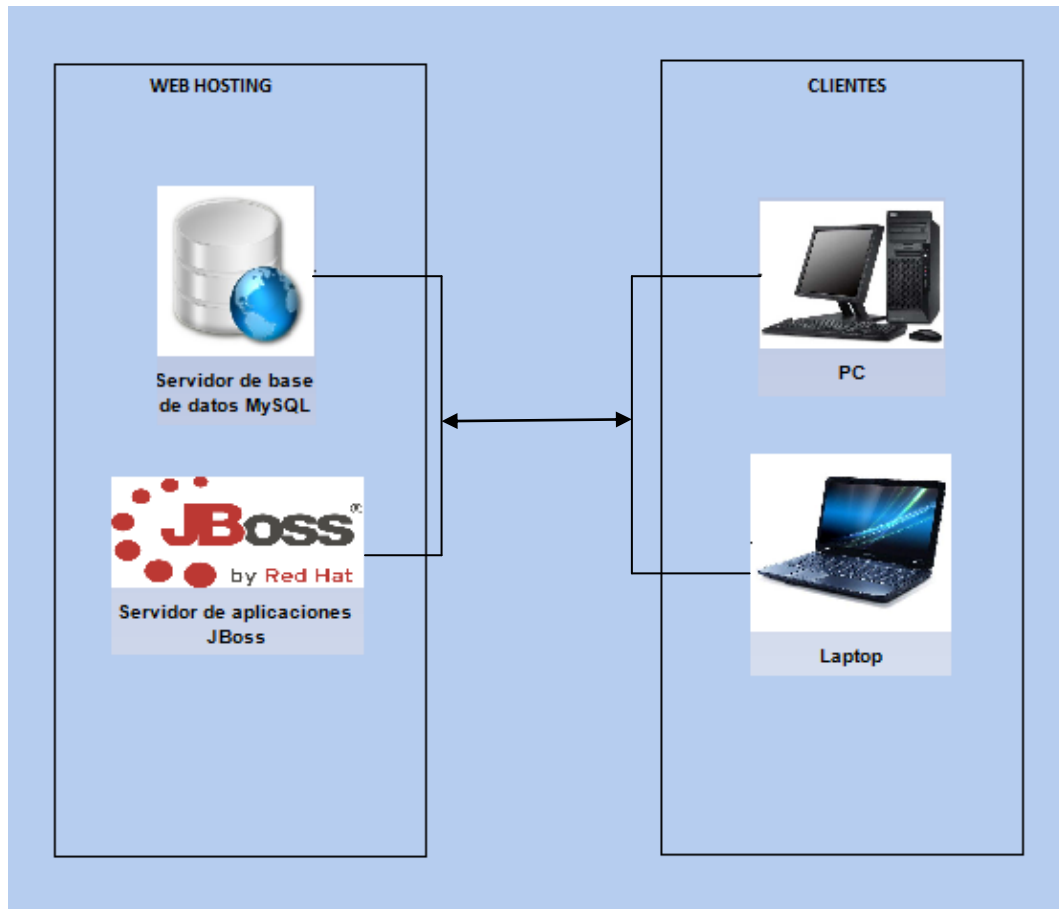 WEB HOSTING
Servidor de base
de datos MySQL
JBoss®
by Red Hat
Servidor de aplicaciones
JBoss
CLIENTES
PC
Laptop